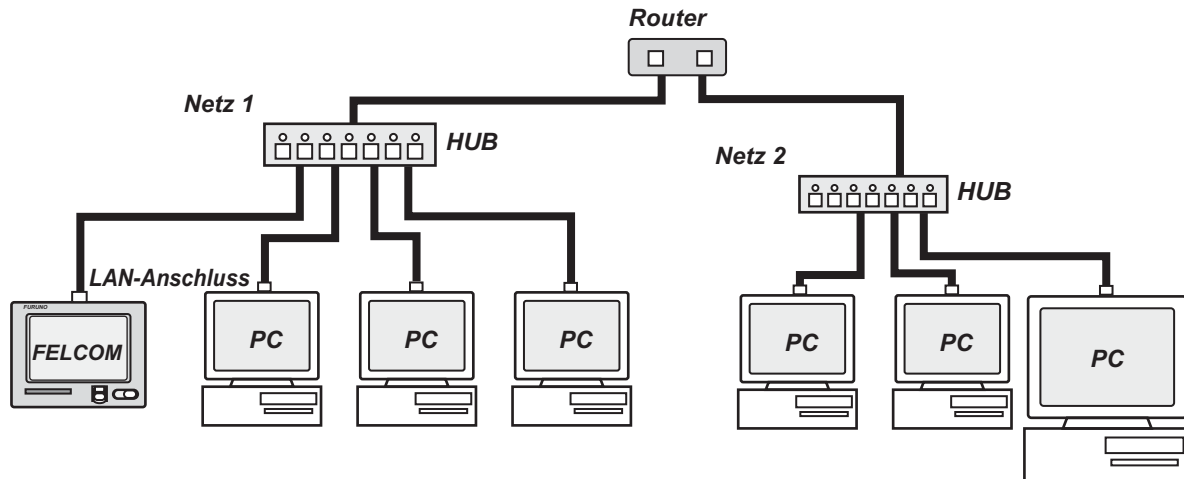 Router
Netz 1
HUB
Netz 2
HUB
LAN-Anschluss
FURUNO
FELCOM
PC
PC
PC
PC
PC
PC